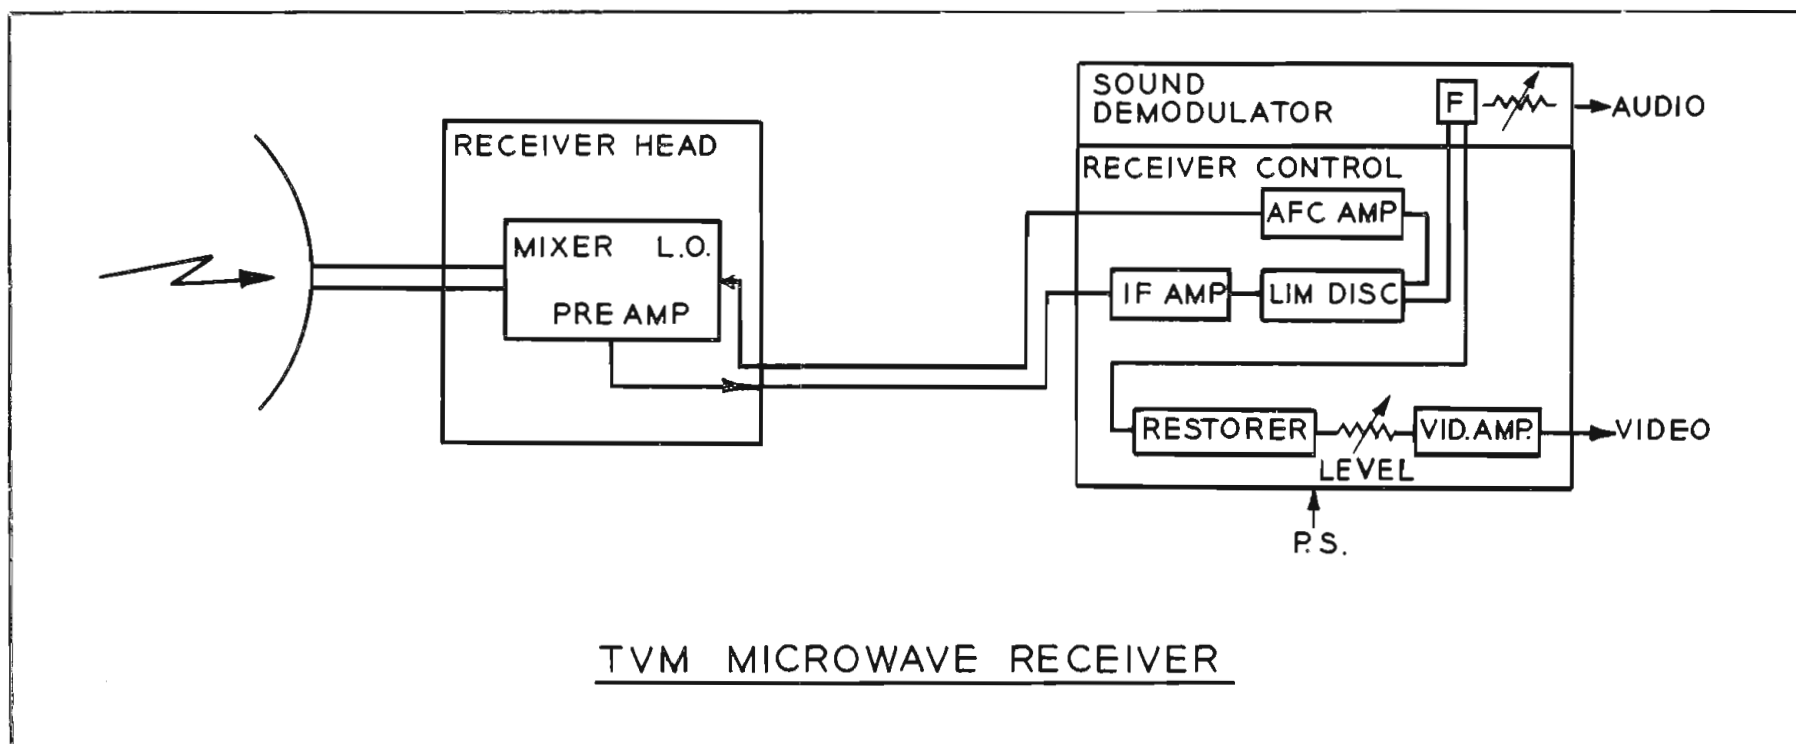 RECEIVER HEAD
MIXER L.O.
PRE AMP
SOUND
DEMODULATOR
F
AUDIO
RECEIVER CONTROL
AFC AMP
IF AMP
LIM DISC
RESTORER
LEVEL
VID. AMP.
VIDEO
P.S.
TVM MICROWAVE RECEIVER